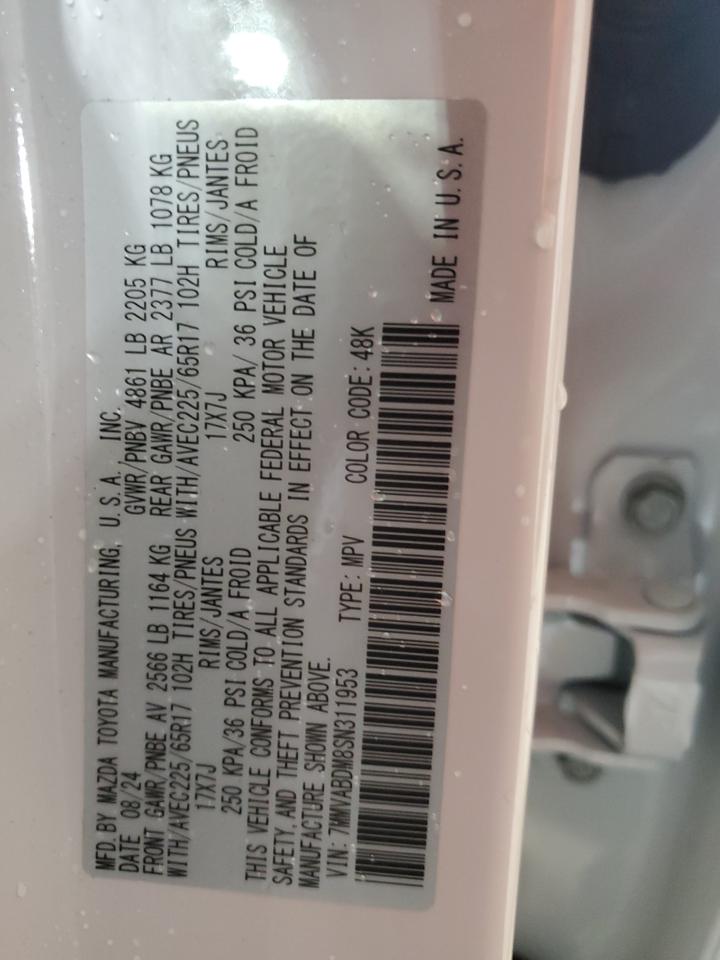 MFD. BY MAZDA TOYOTA MANUFACTURING, U.S.A. INC.
DATE 08/24 GVWR/PNBV 4861 LB 2205 KG
FRONT GAWR/PNBE AV 2566 LB 1164 KG REAR GAWR/PNBE AR 2377 LB 1078 KG
WITH/AVEC225/65R17 102H TIRES/PNEUS WITH/AVEC225/65R17 102H TIRES/PNEUS
17X7J RIMS/JANTES 17X7J RIMS/JANTES
250 KPA/36 PSI COLD/A FROID 250 KPA/ 36 PSI COLD/A FROID
THIS VEHICLE CONFORMS TO ALL APPLICABLE FEDERAL MOTOR VEHICLE
SAFETY AND THEFT PREVENTION STANDARDS IN EFFECT ON THE DATE OF
MANUFACTURE SHOWN ABOVE.
VIN: 7MMVABDM8SN311953 TYPE: MPV COLOR CODE: 48K
MADE IN U.S.A.